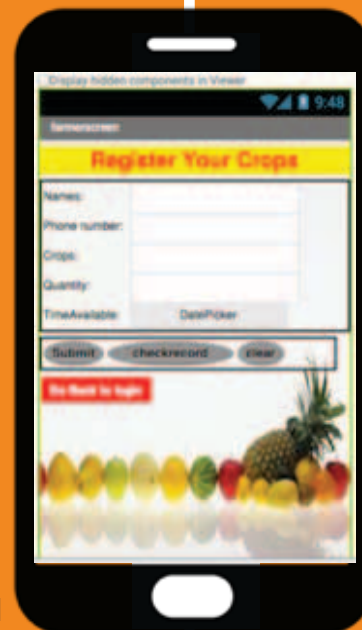 Display hidden components in Viewer
9:48
farmerscreen
Register Your Crops
Names:
Phone number:
Crops:
Quantity:
TimeAvailable: DatePicker
Submit checkrecord clear
Go Back to login